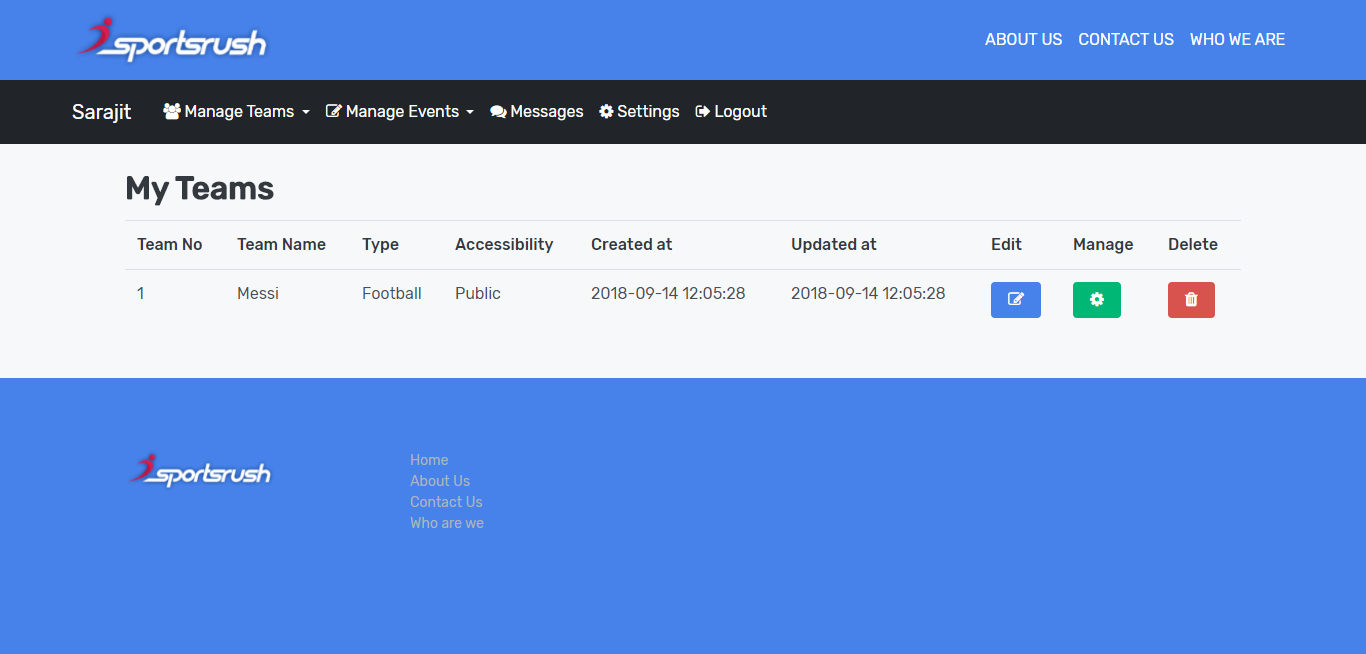 sportsrush
ABOUT US CONTACT US WHO WE ARE
Sarajit Manage Teams Manage Events Messages Settings Logout
My Teams
Team No Team Name Type Accessibility Created at Updated at Edit Manage Delete
1 Messi Football Public 2018-09-14 12:05:28 2018-09-14 12:05:28
sportsrush
Home
About Us
Contact Us
Who are we